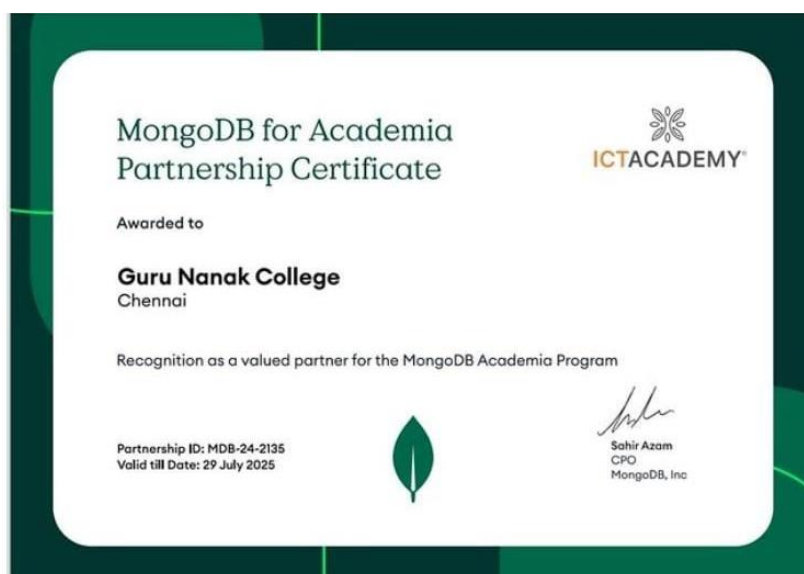 MongoDB for Academia
Partnership Certificate
ICTACADEMY®
Awarded to
Guru Nanak College
Chennai
Recognition as a valued partner for the MongoDB Academia Program
Partnership ID: MDB-24-2135
Valid till Date: 29 July 2025
Sahir Azam
CPO
MongoDB, Inc